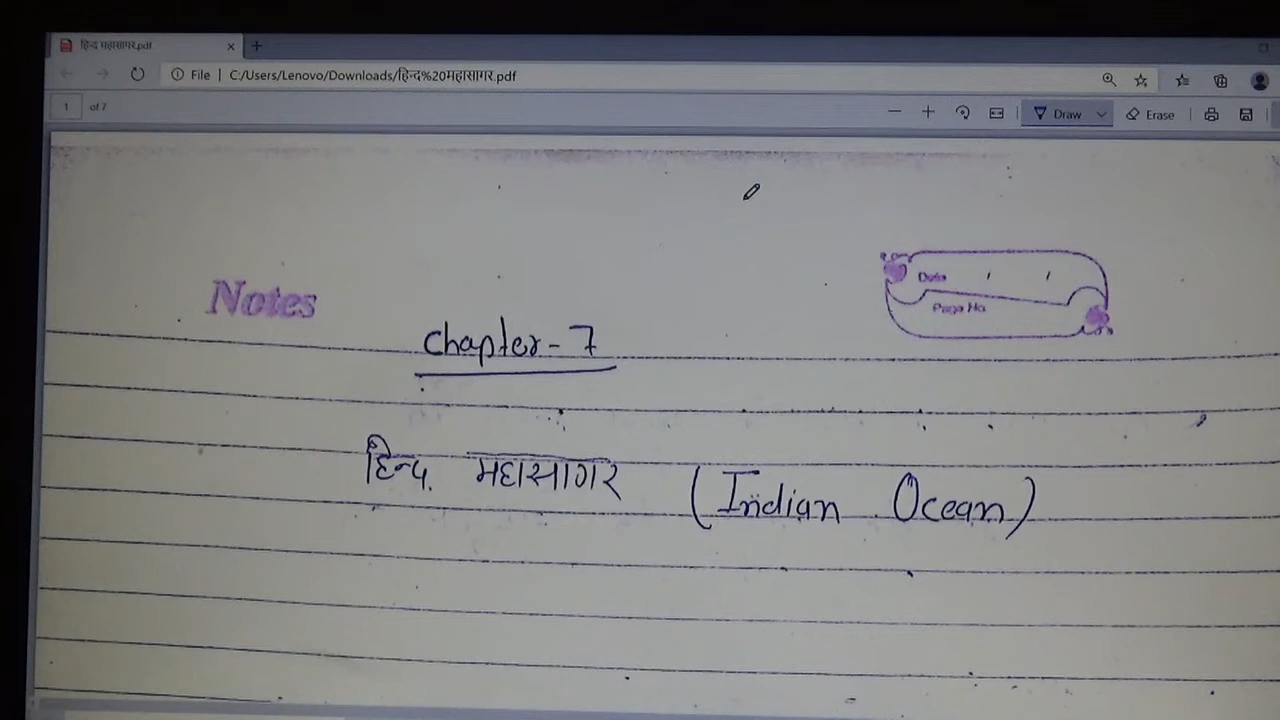 हिन्द महासागर.pdf
File | C:/Users/Lenovo/Downloads/हिन्द%20महासागर.pdf
1 of 7
Draw
Erase
Notes
Date / /
Page No.
Chapter - 7
हिन्द महासागर (Indian Ocean)